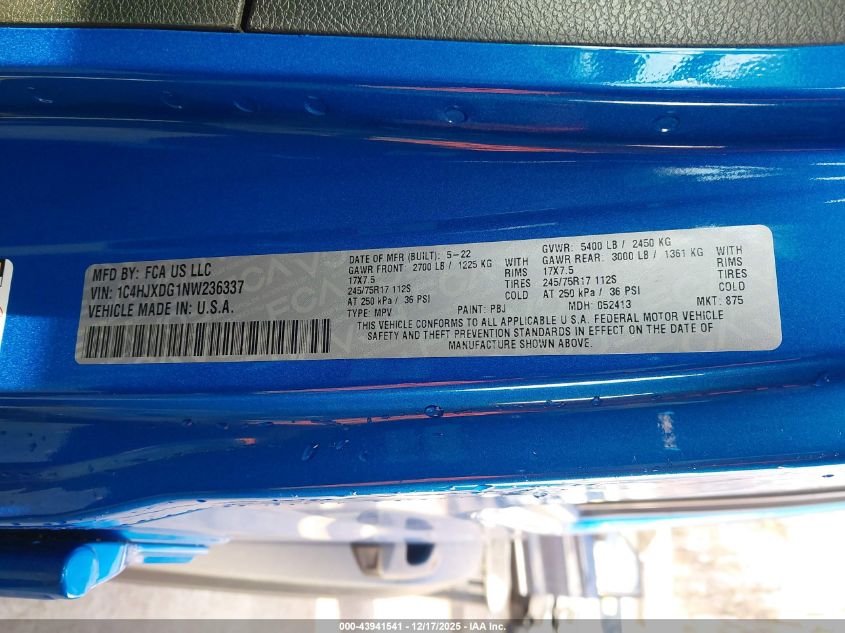 MFD BY: FCA US LLC
VIN: 1C4HJXDG1NW236337
VEHICLE MADE IN: U.S.A.
DATE OF MFR (BUILT): 5-22
GAWR FRONT: 2700 LB / 1225 KG WITH
17X7.5 RIMS
245/75R17 112S TIRES
AT 250 kPa / 36 PSI COLD
TYPE: MPV
GVWR: 5400 LB / 2450 KG
GAWR REAR: 3000 LB / 1361 KG WITH
17X7.5 RIMS
245/75R17 112S TIRES
AT 250 kPa / 36 PSI COLD
PAINT: PBJ MDH: 052413 MKT: 875
THIS VEHICLE CONFORMS TO ALL APPLICABLE U.S.A. FEDERAL MOTOR VEHICLE
SAFETY AND THEFT PREVENTION STANDARDS IN EFFECT ON THE DATE OF
MANUFACTURE SHOWN ABOVE.
000-43941541 - 12/17/2025 - IAA Inc.